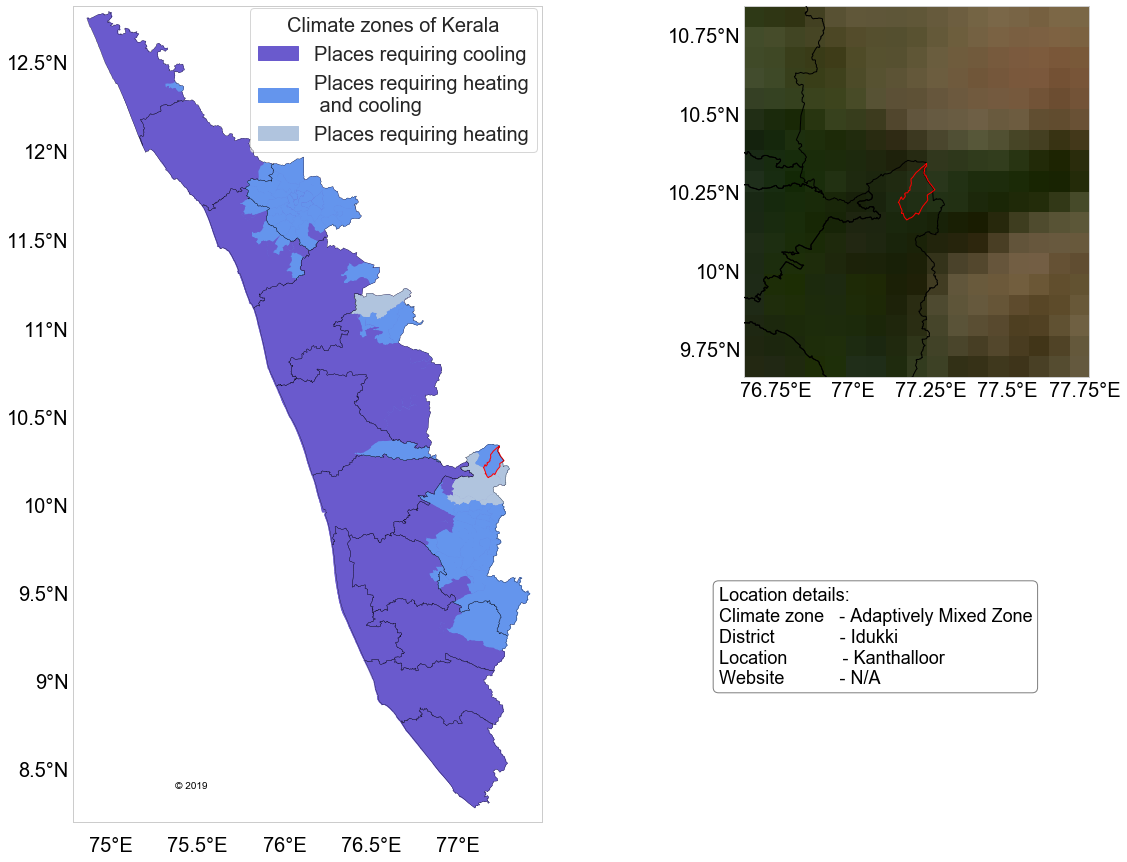 Climate zones of Kerala
Places requiring cooling
Places requiring heating
and cooling
Places requiring heating
12.5°N
12°N
11.5°N
11°N
10.5°N
10°N
9.5°N
9°N
8.5°N
75°E 75.5°E 76°E 76.5°E 77°E
© 2019
10.75°N
10.5°N
10.25°N
10°N
9.75°N
76.75°E 77°E 77.25°E 77.5°E 77.75°E
Location details:
Climate zone - Adaptively Mixed Zone
District - Idukki
Location - Kanthalloor
Website - N/A